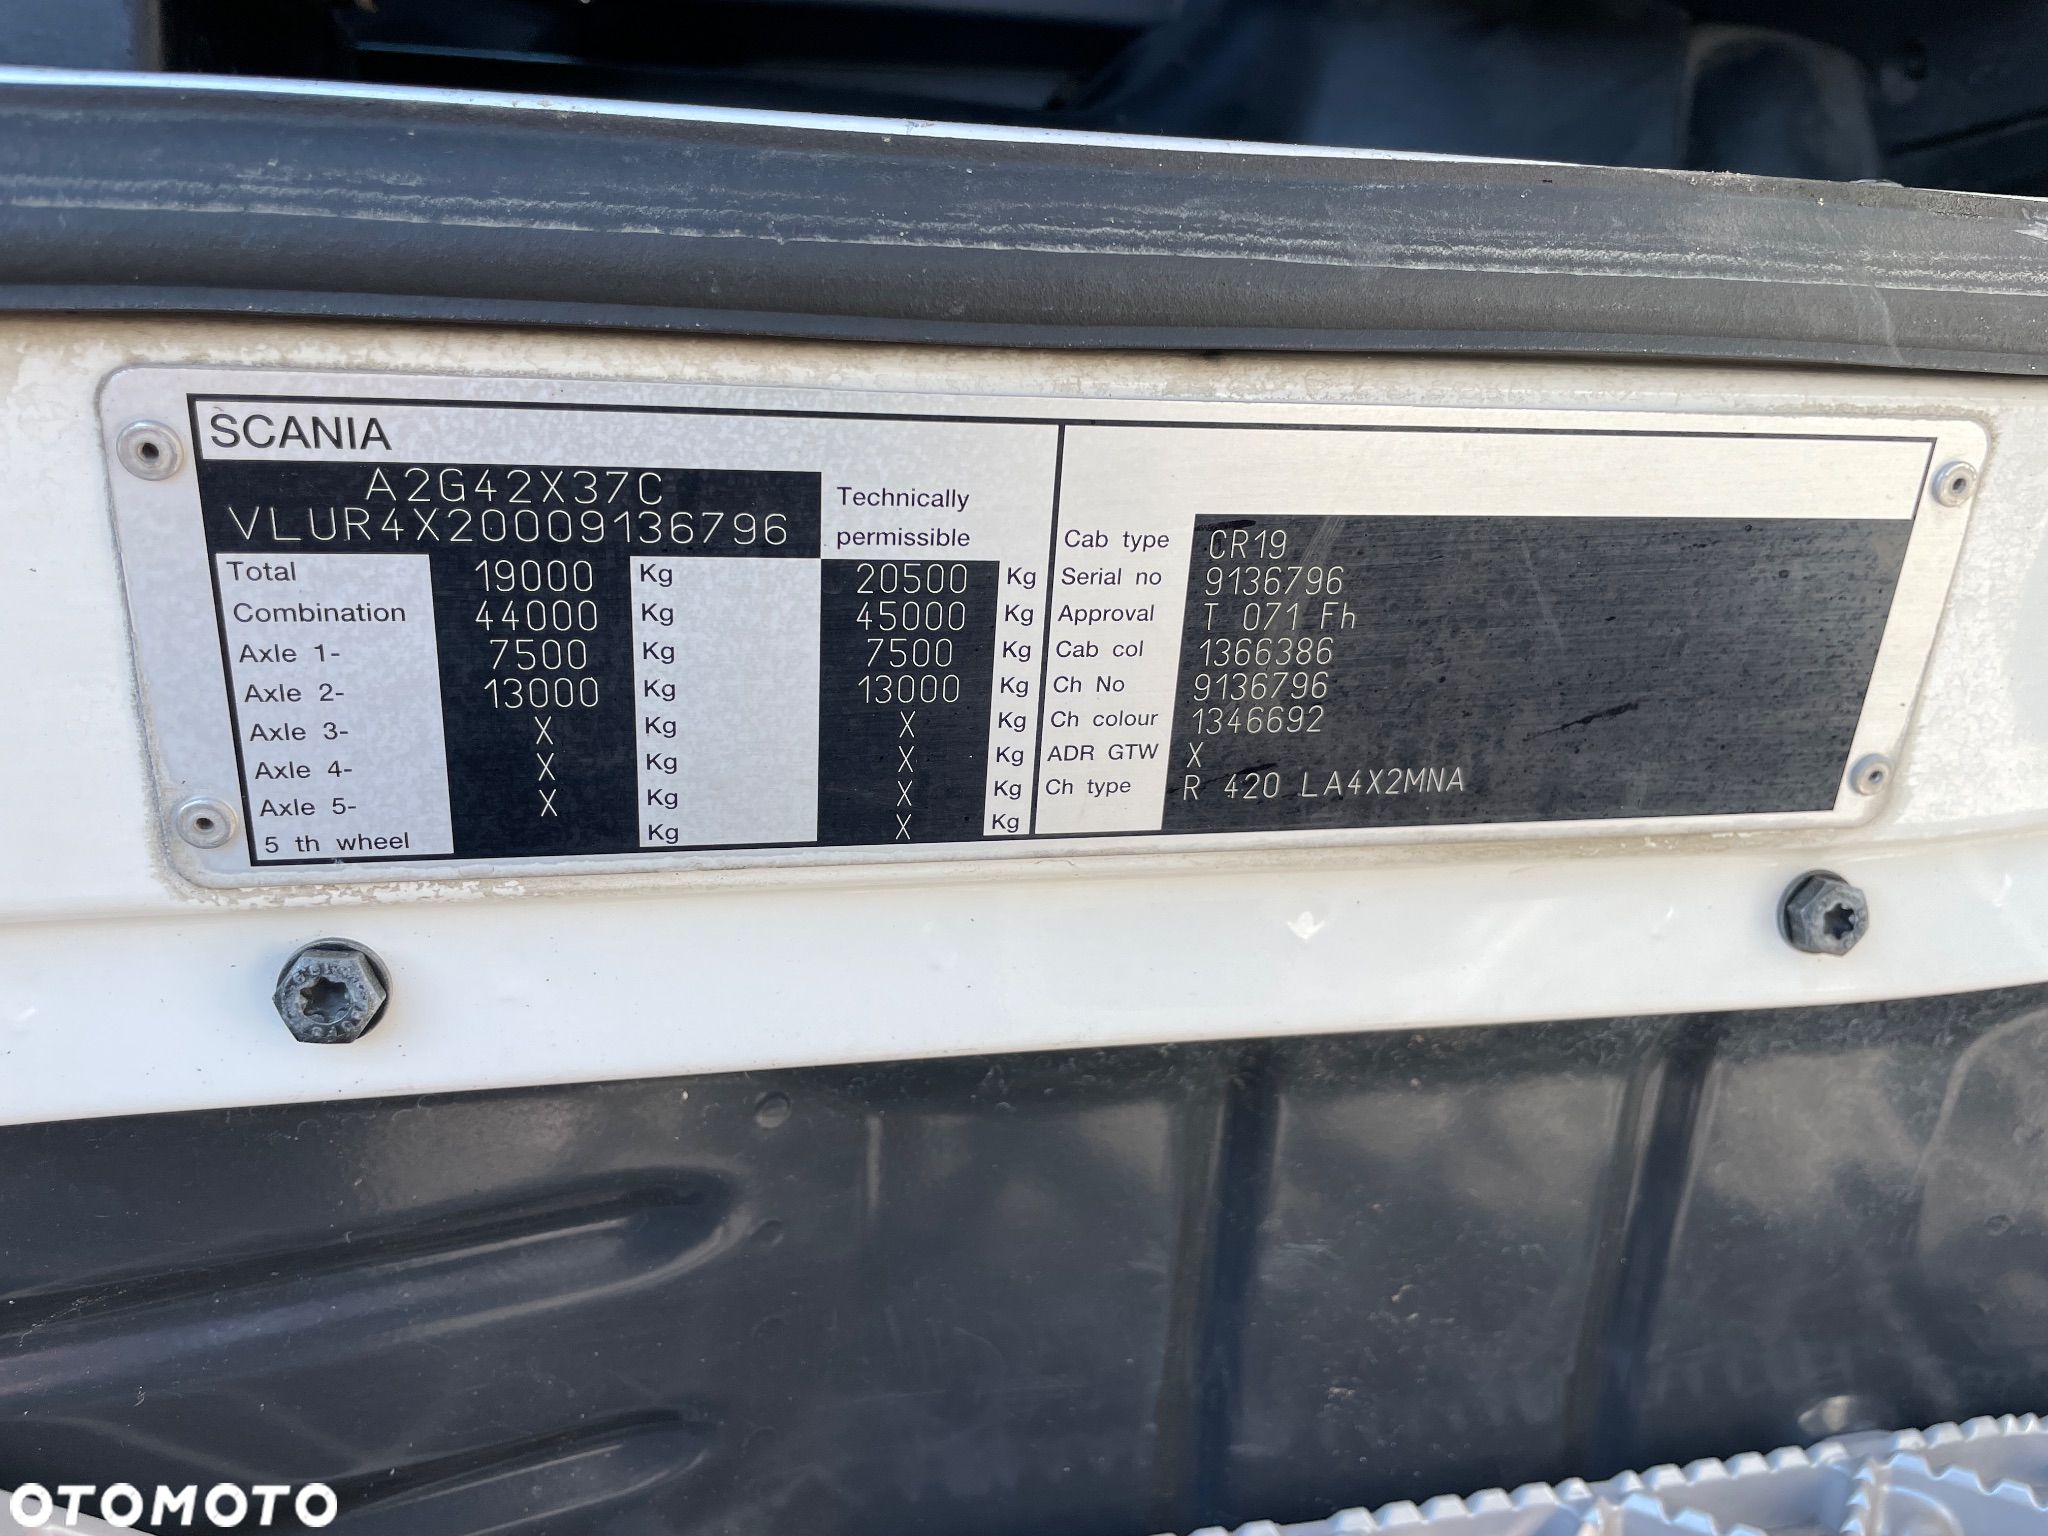 SCANIA
A2G42X37C
VLUR4X20009136796
Technically
permissible
Total 19000 Kg 20500 Kg
Combination 44000 Kg 45000 Kg
Axle 1- 7500 Kg 7500 Kg
Axle 2- 13000 Kg 13000 Kg
Axle 3- X Kg X Kg
Axle 4- X Kg X Kg
Axle 5- X Kg X Kg
5 th wheel Kg X Kg
Cab type CR19
Serial no 9136796
Approval T 071 Fh
Cab col 1366386
Ch No 9136796
Ch colour 1346692
ADR GTW X
Ch type R 420 LA4X2MNA
OTOMOTO